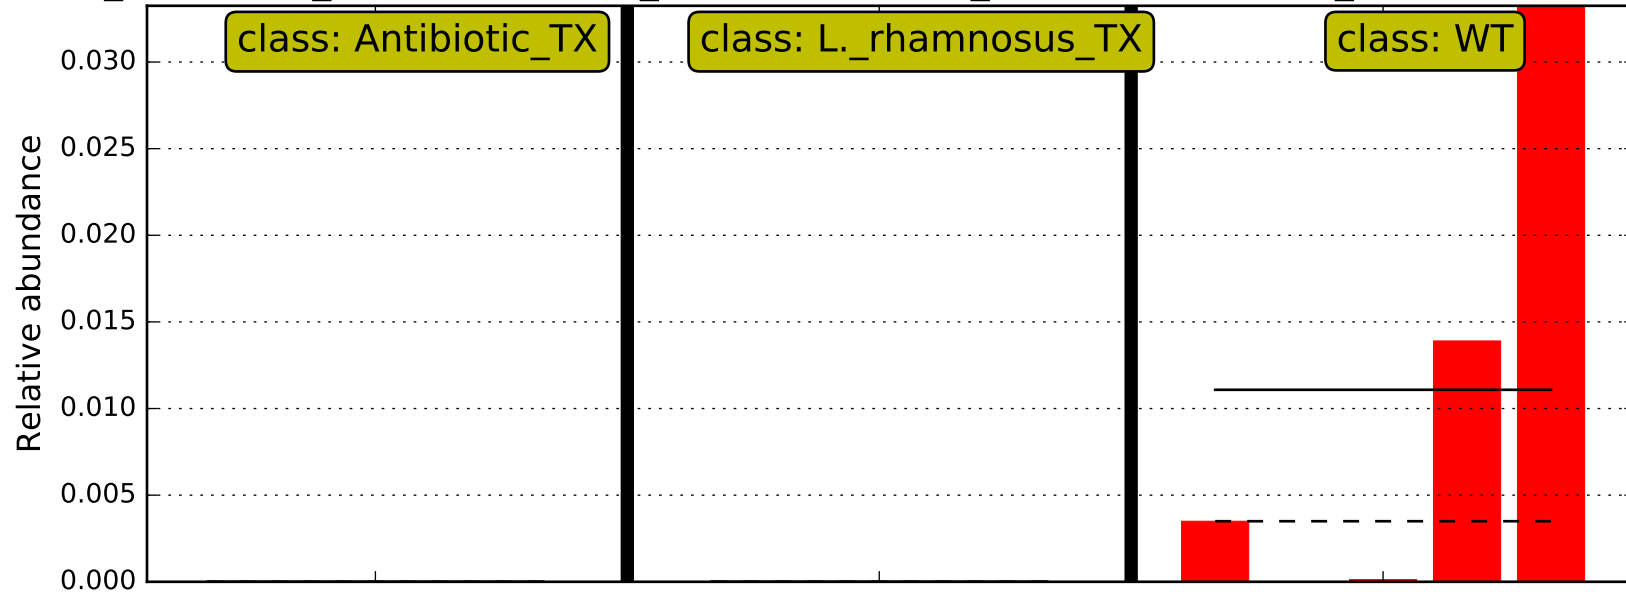 class: Antibiotic_TX
class: L._rhamnosus_TX
class: WT
Relative abundance
0.030
0.025
0.020
0.015
0.010
0.005
0.000